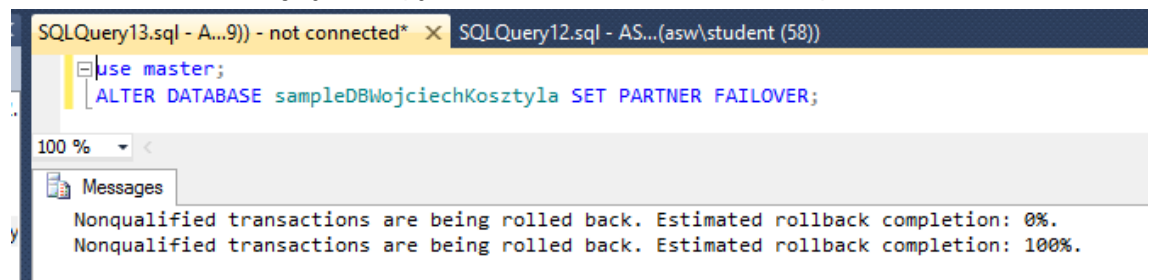 SQLQuery13.sql - A...9)) - not connected* SQLQuery12.sql - AS...(asw\student (58))
use master;
ALTER DATABASE sampleDBWojciechKosztyla SET PARTNER FAILOVER;
100 %
Messages
Nonqualified transactions are being rolled back. Estimated rollback completion: 0%.
Nonqualified transactions are being rolled back. Estimated rollback completion: 100%.